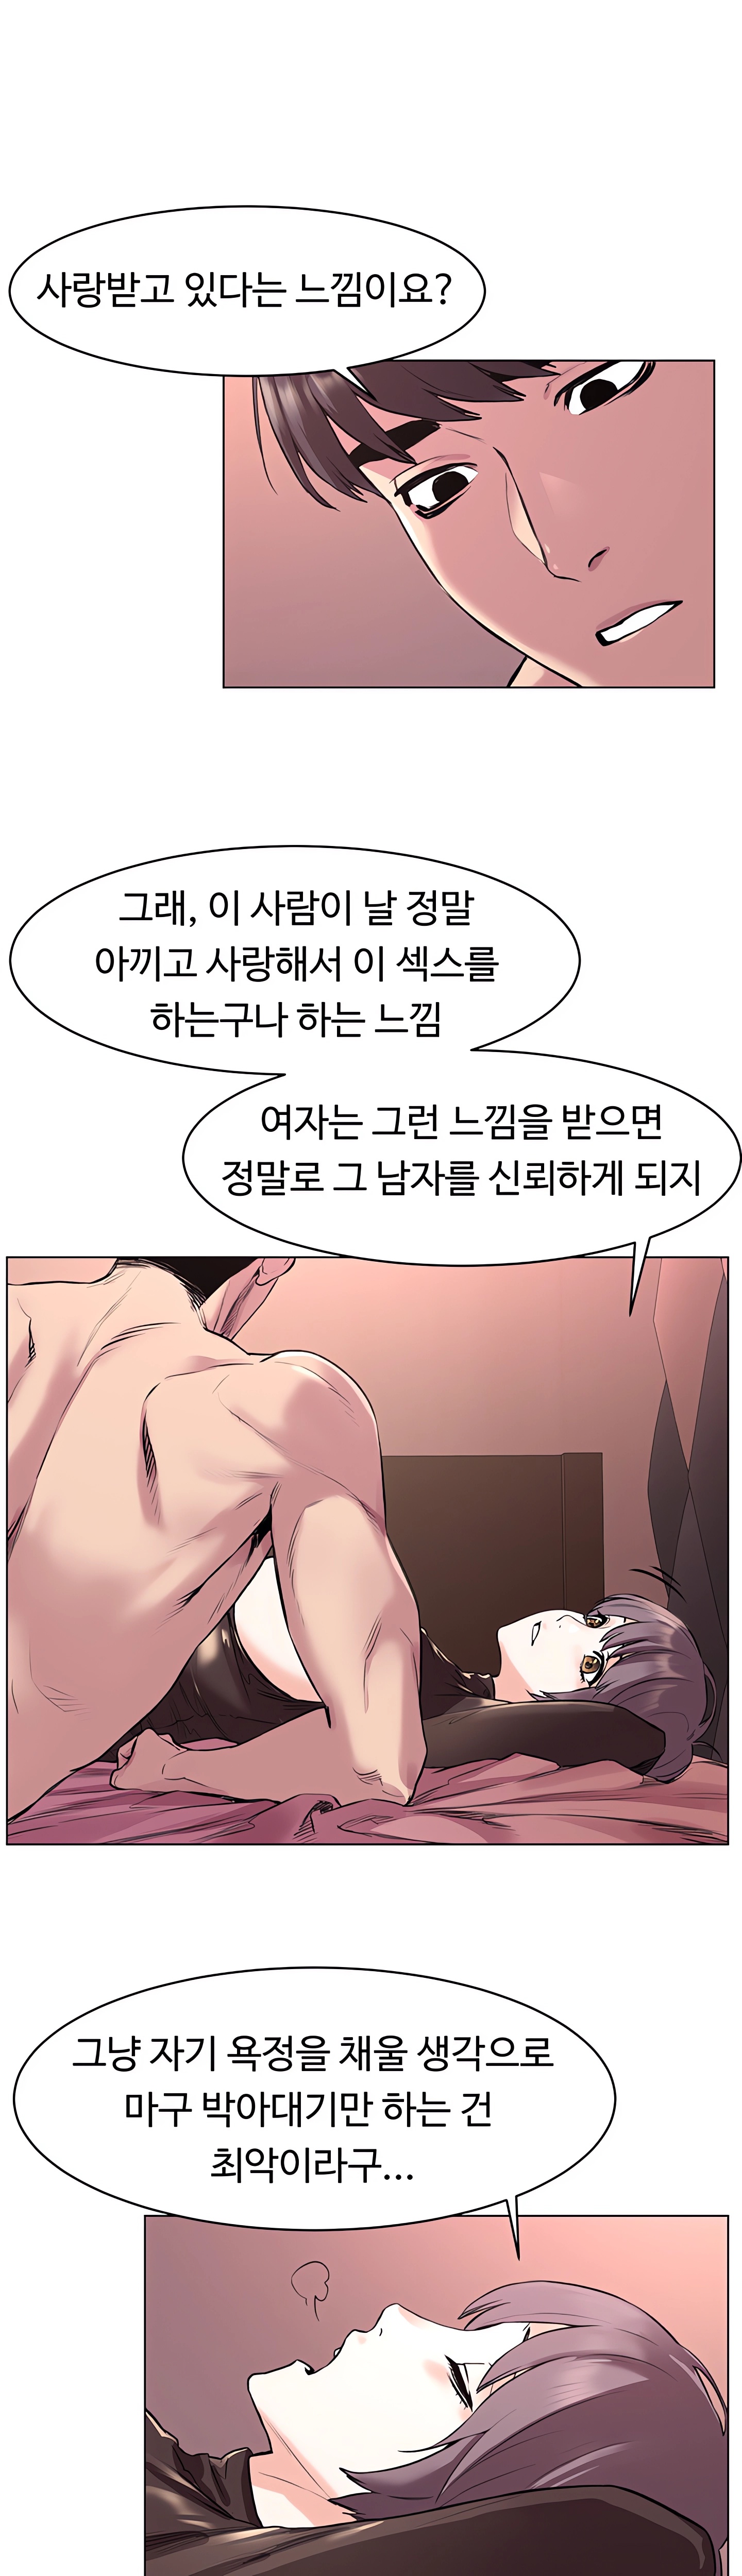 사랑받고 있다는 느낌이요?
그래, 이 사람이 날 정말
아끼고 사랑해서 이 섹스를
하는구나 하는 느낌
여자는 그런 느낌을 받으면
정말로 그 남자를 신뢰하게 되지
그냥 자기 욕정을 채울 생각으로
마구 박아대기만 하는 건
최악이라구...